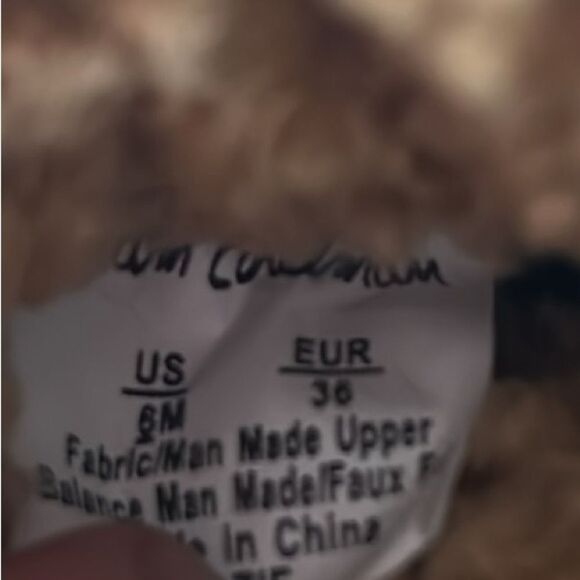 US EUR
6M 36
Fabric/Man Made Upper
Balance Man Made/Faux
in China